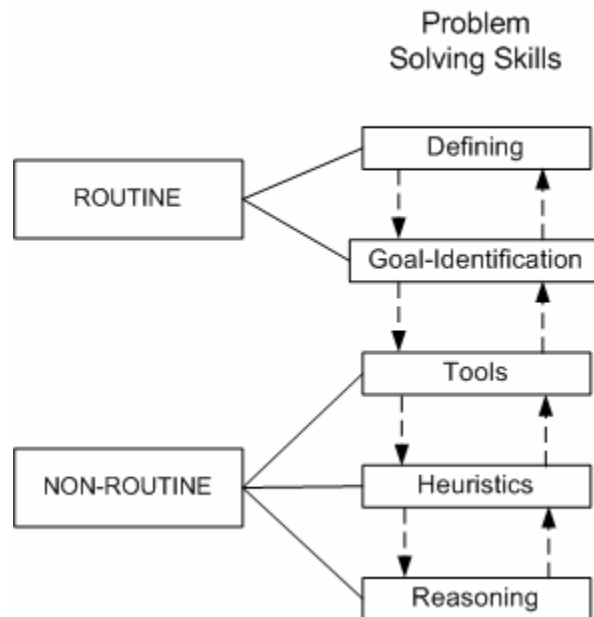 Problem
Solving Skills
Defining
ROUTINE
Goal-Identification
Tools
NON-ROUTINE
Heuristics
Reasoning